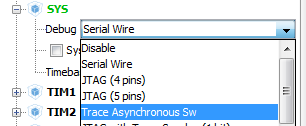 SYS
Debug Serial Wire
Disable
Sys Serial Wire
Timeba JTAG (4 pins)
JTAG (5 pins)
TIM1
TIM2 Trace Asynchronous Sw